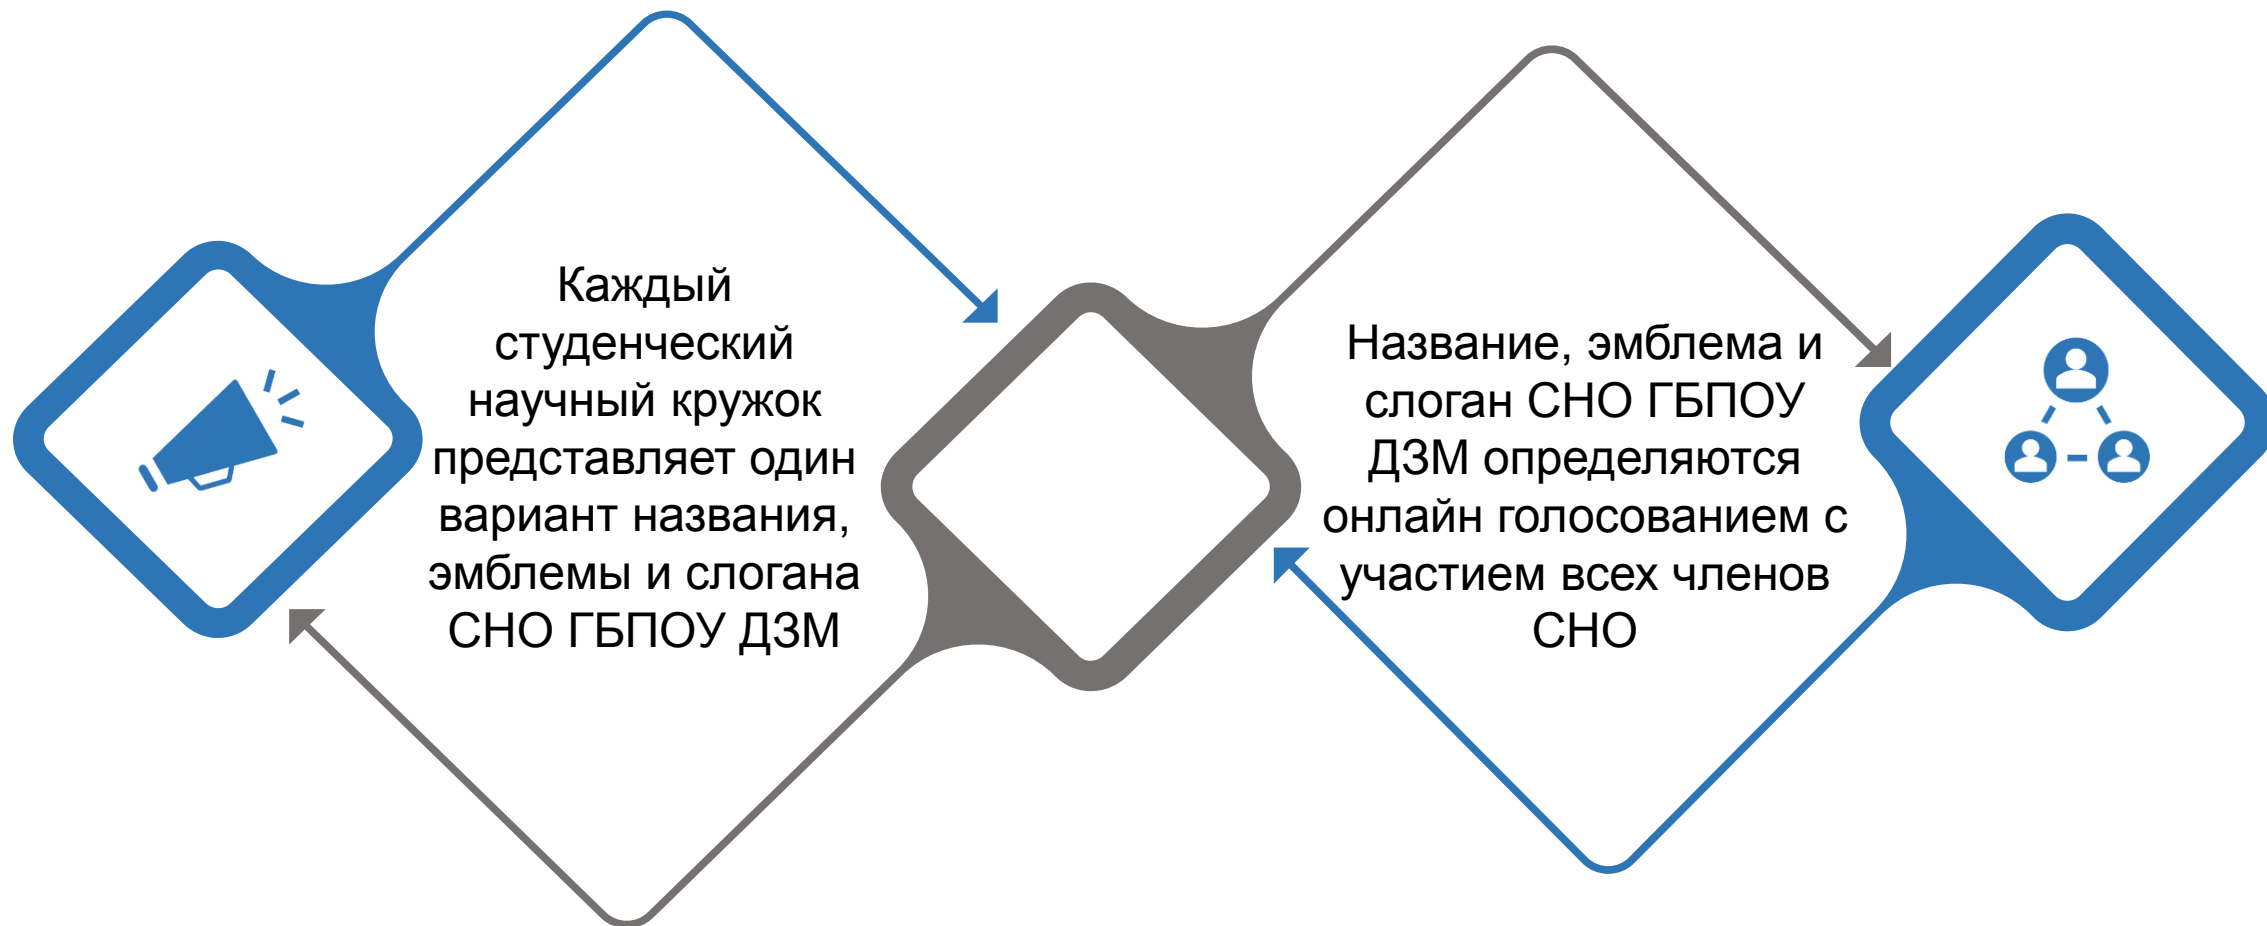 Каждый
студенческий
научный кружок
представляет один
вариант названия,
эмблемы и слогана
СНО ГБПОУ ДЗМ
Название, эмблема и
слоган СНО ГБПОУ
ДЗМ определяются
онлайн голосованием с
участием всех членов
СНО